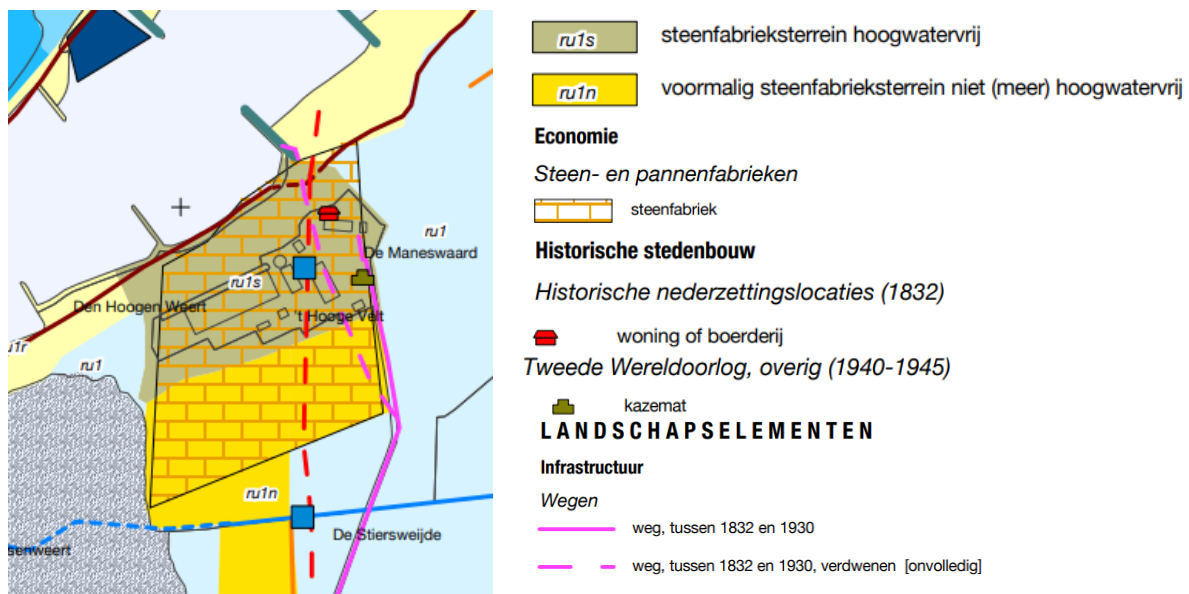 ru1
De Maneswaard
ru1s
Den Hoogen Weert
't Hooge Velt
u1r
ru1
ru1n
De Stiersweijde
senweert
ru1s steenfabrieksterrein hoogwatervrij
ru1n voormalig steenfabrieksterrein niet (meer) hoogwatervrij
Economie
Steen- en pannenfabrieken
steenfabriek
Historische stedenbouw
Historische nederzettingslocaties (1832)
woning of boerderij
Tweede Wereldoorlog, overig (1940-1945)
kazemat
LANDSCHAPSELEMENTEN
Infrastructuur
Wegen
weg, tussen 1832 en 1930
weg, tussen 1832 en 1930, verdwenen [onvolledig]